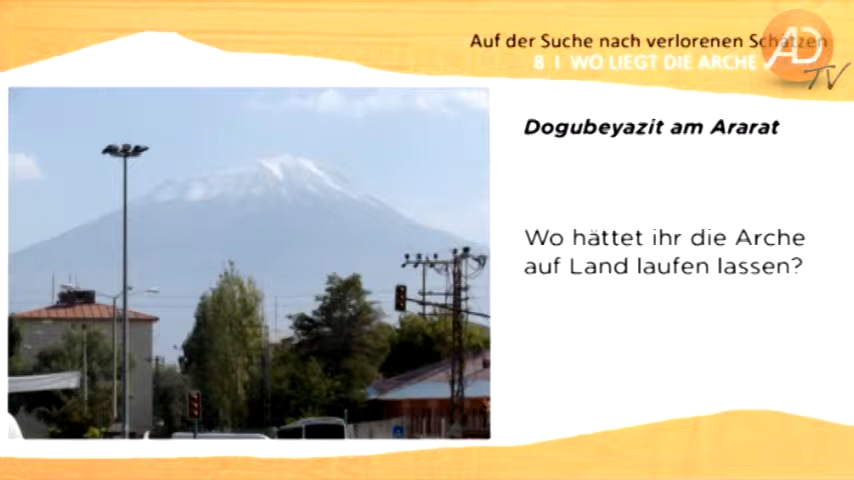 Auf der Suche nach verlorenen Schätzen
8 | WO LIEGT DIE ARCHE
AD
TV
Dogubeyazit am Ararat
Wo hättet ihr die Arche
auf Land laufen lassen?